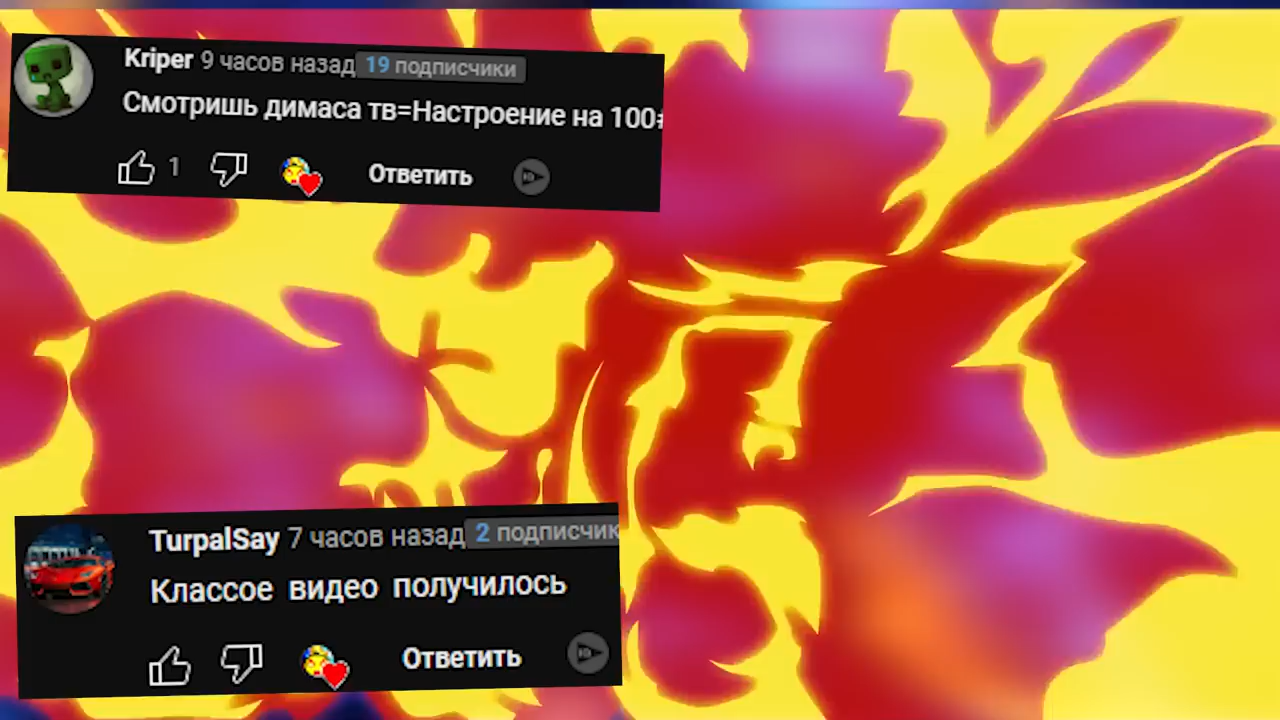 Kriper 9 часов назад 19 подписчики
Смотришь димаса тв=Настроение на 100
1 Ответить
TurpalSay 7 часов назад 2 подписчик
Классое видео получилось
Ответить